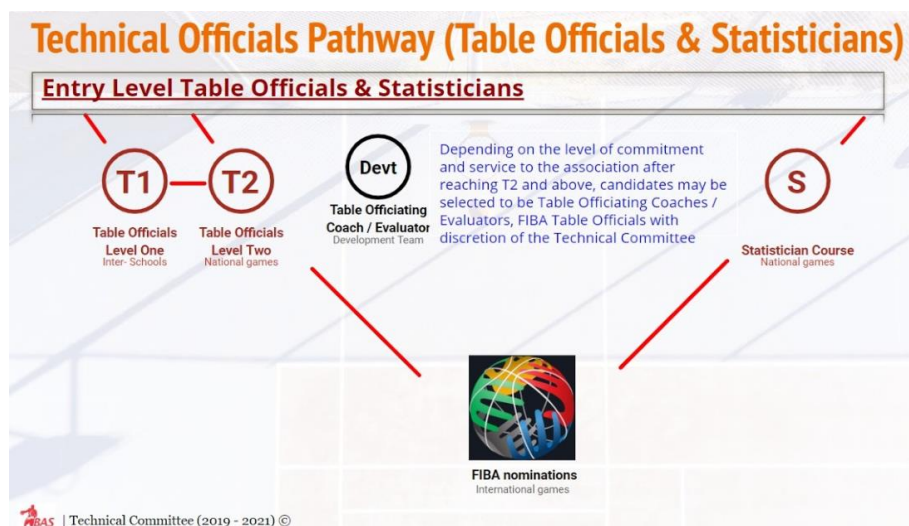 Technical Officials Pathway (Table Officials & Statisticians)
Entry Level Table Officials & Statisticians
T1
T2
Devt
Depending on the level of commitment
and service to the association after
reaching T2 and above, candidates may be
selected to be Table Officiating Coaches /
Evaluators, FIBA Table Officials with
discretion of the Technical Committee
S
Table Officials
Level One
Inter- Schools
Table Officials
Level Two
National games
Table Officiating
Coach / Evaluator
Development Team
Statistician Course
National games
FIBA nominations
International games
BAS | Technical Committee (2019 - 2021) ©